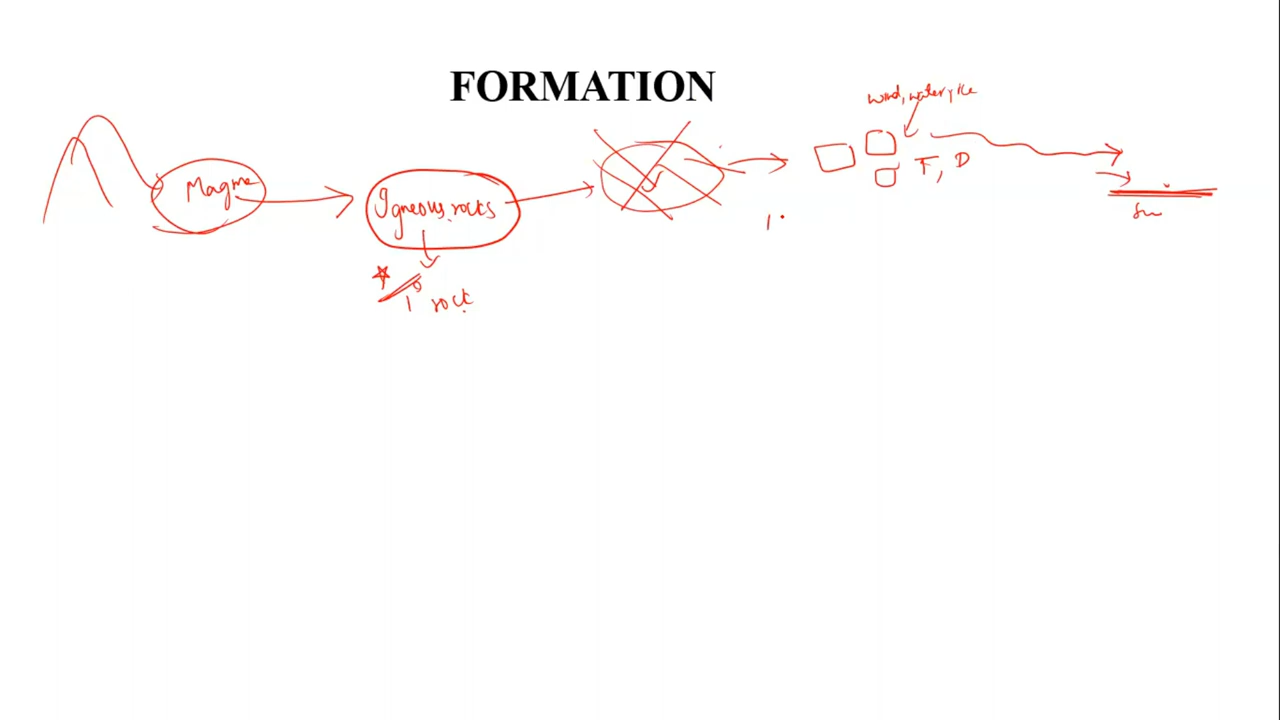 FORMATION
wind, water, ice
Magma
Igneous rocks
F, D
1° rock